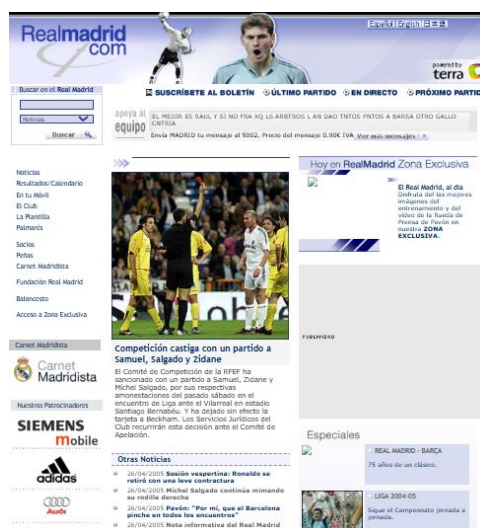 Realmadrid
.com
Español | English | 日本語
powered by
terra
SUSCRÍBETE AL BOLETÍN
ÚLTIMO PARTIDO
EN DIRECTO
PRÓXIMO PARTID
Buscar en el Real Madrid
Noticias
Buscar
apoya al
equipo
EL MEJOR ES RAUL Y SI NO FRA XQ LS ARBTROS L AN DAO TNTOS PNTOS A BARSA OTRO GALLO
CNTRIA
Envía MADRID tu mensaje al 5002. Precio del mensaje 0.90€ IVA
Ver más mensajes
Noticias
Resultados/Calendario
En tu Móvil
El Club
La Plantilla
Palmarés
Socios
Peñas
Carnet Madridista
Fundación Real Madrid
Baloncesto
Acceso a Zona Exclusiva
Carnet Madridista
Carnet
Madridista
Nuestros Patrocinadores
SIEMENS
mobile
adidas
Audi
Competición castiga con un partido a
Samuel, Salgado y Zidane
El Comité de Competición de la RFEF ha
sancionado con un partido a Samuel, Zidane y
Míchel Salgado, por sus respectivas
amonestaciones del pasado sábado en el
encuentro de Liga ante el Villarreal en estadio
Santiago Bernabéu. Y ha dejado sin efecto la
tarjeta a Beckham. Los Servicios Jurídicos del
Club recurrirán esta decisión ante el Comité de
Apelación.
Otras Noticias
26/04/2005 Sesión vespertina: Ronaldo se
retiró con una leve contractura
26/04/2005 Míchel Salgado continúa mimando
su rodilla derecha
26/04/2005 Pavón: "Por mí, que el Barcelona
pinche en todos los encuentros"
26/04/2005 Nota informativa del Real Madrid
Hoy en RealMadrid Zona Exclusiva
El Real Madrid, al día
Disfruta del las mejores
imágenes del
entrenamiento y del
vídeo de la Rueda de
Prensa de Pavón en
nuestra ZONA
EXCLUSIVA.
PUBLICIDAD
Especiales
REAL MADRID - BARÇA
75 años de un clásico.
LIGA 2004-05
Sigue el Campeonato jornada a
jornada.